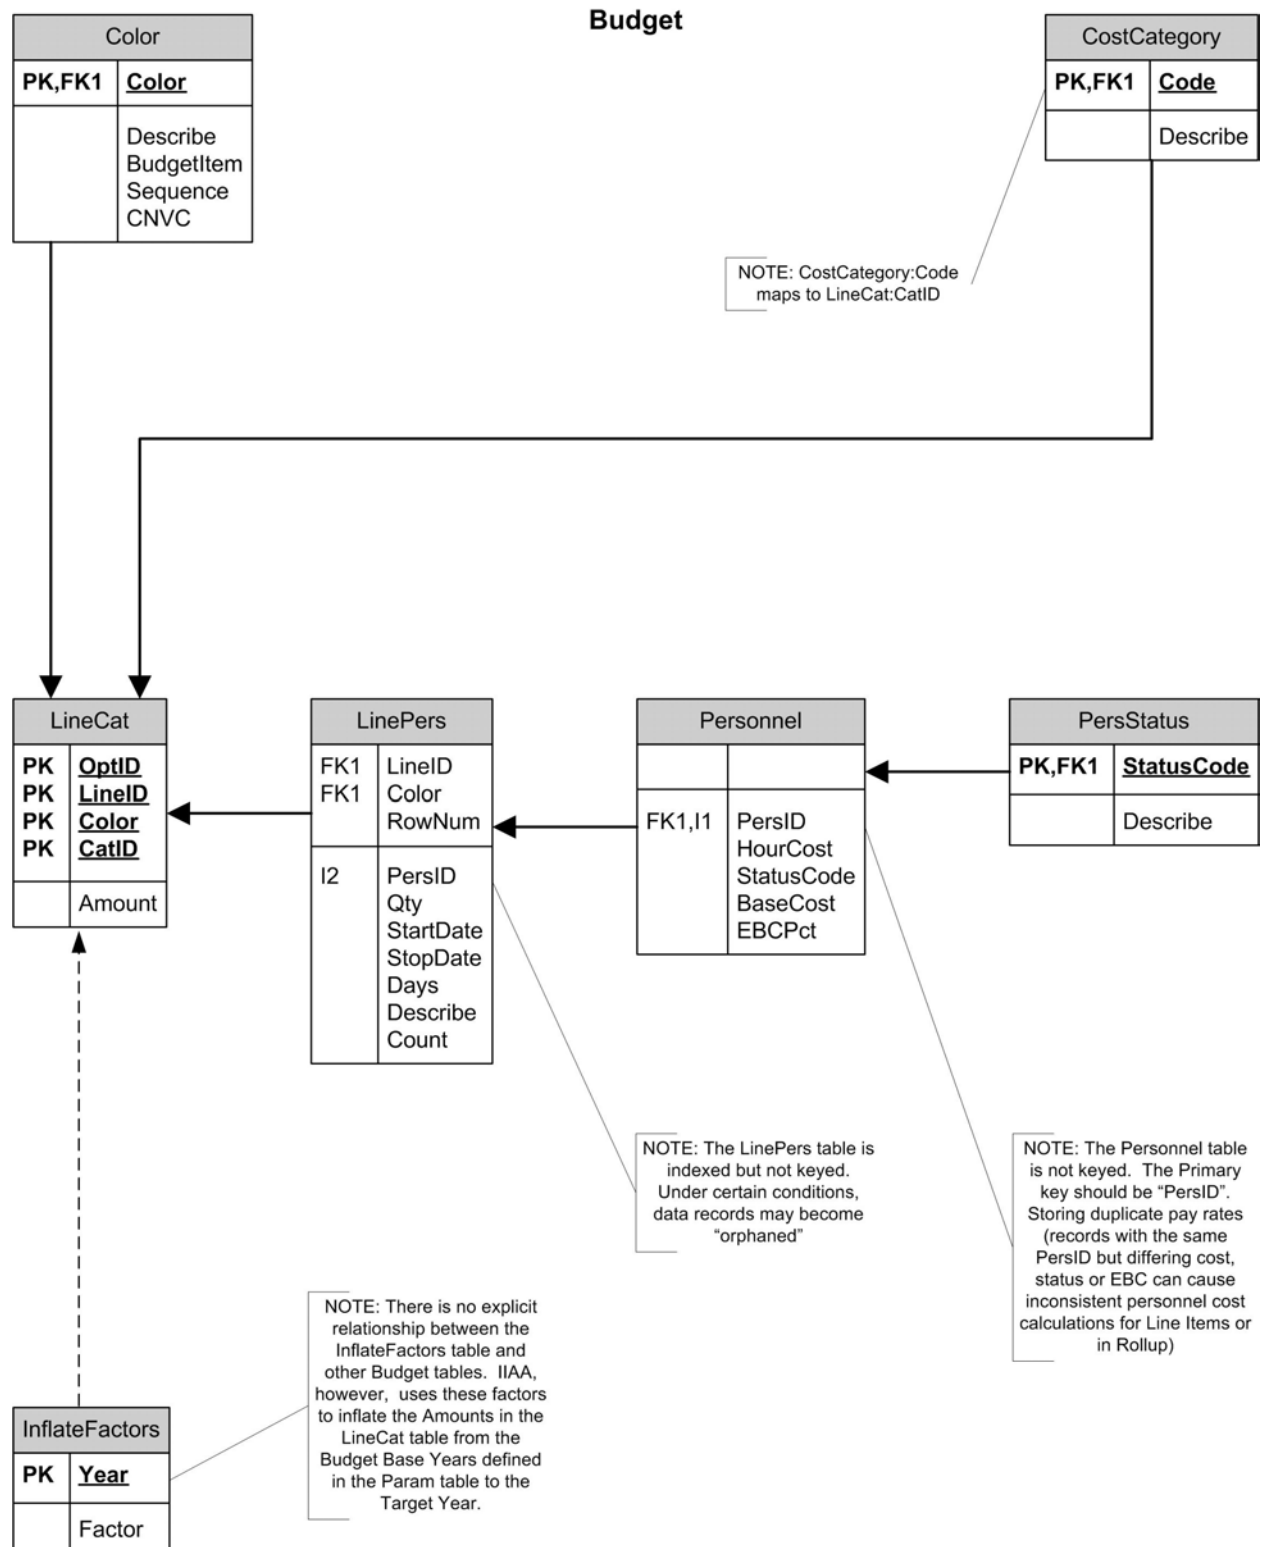 Budget
Color
PK,FK1 Color
Describe
BudgetItem
Sequence
CNVC
CostCategory
PK,FK1 Code
Describe
NOTE: CostCategory:Code
maps to LineCat:CatID
LineCat
PK OptID
PK LineID
PK Color
PK CatID
Amount
LinePers
FK1 LineID
FK1 Color
RowNum
I2 PersID
Qty
StartDate
StopDate
Days
Describe
Count
Personnel
FK1,I1 PersID
HourCost
StatusCode
BaseCost
EBCPct
PersStatus
PK,FK1 StatusCode
Describe
NOTE: The LinePers table is
indexed but not keyed.
Under certain conditions,
data records may become
“orphaned”
NOTE: The Personnel table
is not keyed.  The Primary
key should be “PersID”.
Storing duplicate pay rates
(records with the same
PersID but differing cost,
status or EBC can cause
inconsistent personnel cost
calculations for Line Items or
in Rollup)
NOTE: There is no explicit
relationship between the
InflateFactors table and
other Budget tables.  IIAA,
however,  uses these factors
to inflate the Amounts in the
LineCat table from the
Budget Base Years defined
in the Param table to the
Target Year.
InflateFactors
PK Year
Factor